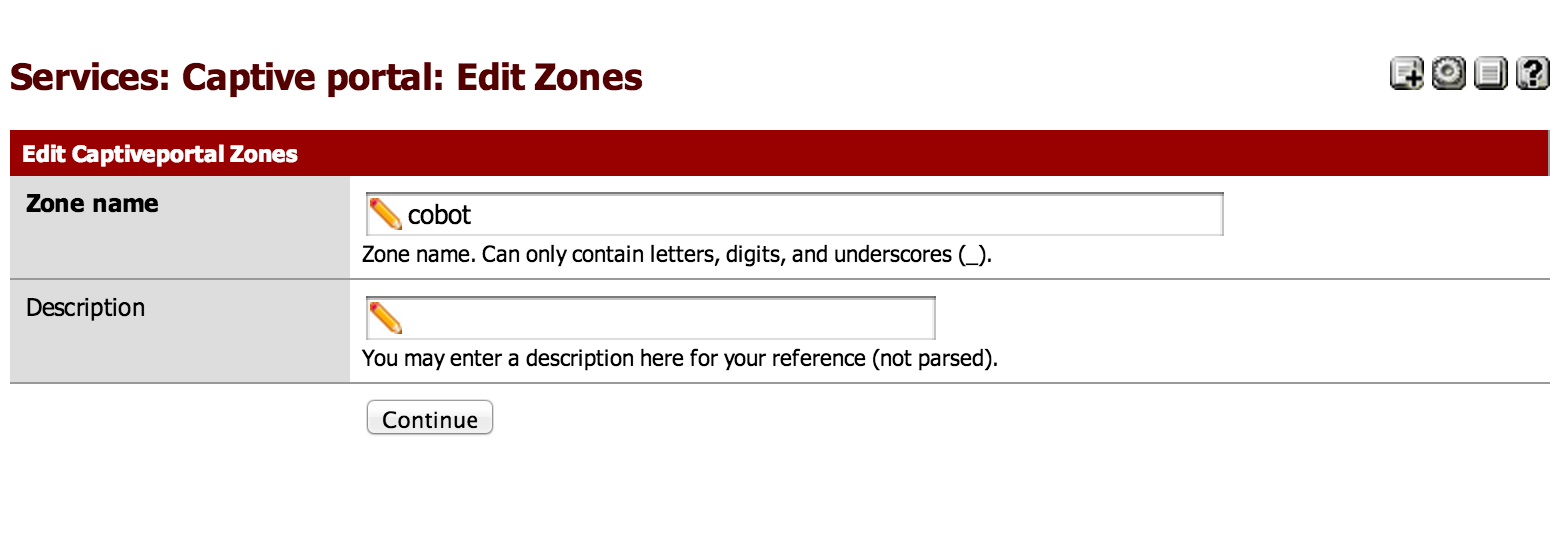 Services: Captive portal: Edit Zones
Edit Captiveportal Zones
Zone name
cobot
Zone name. Can only contain letters, digits, and underscores (_).
Description
You may enter a description here for your reference (not parsed).
Continue